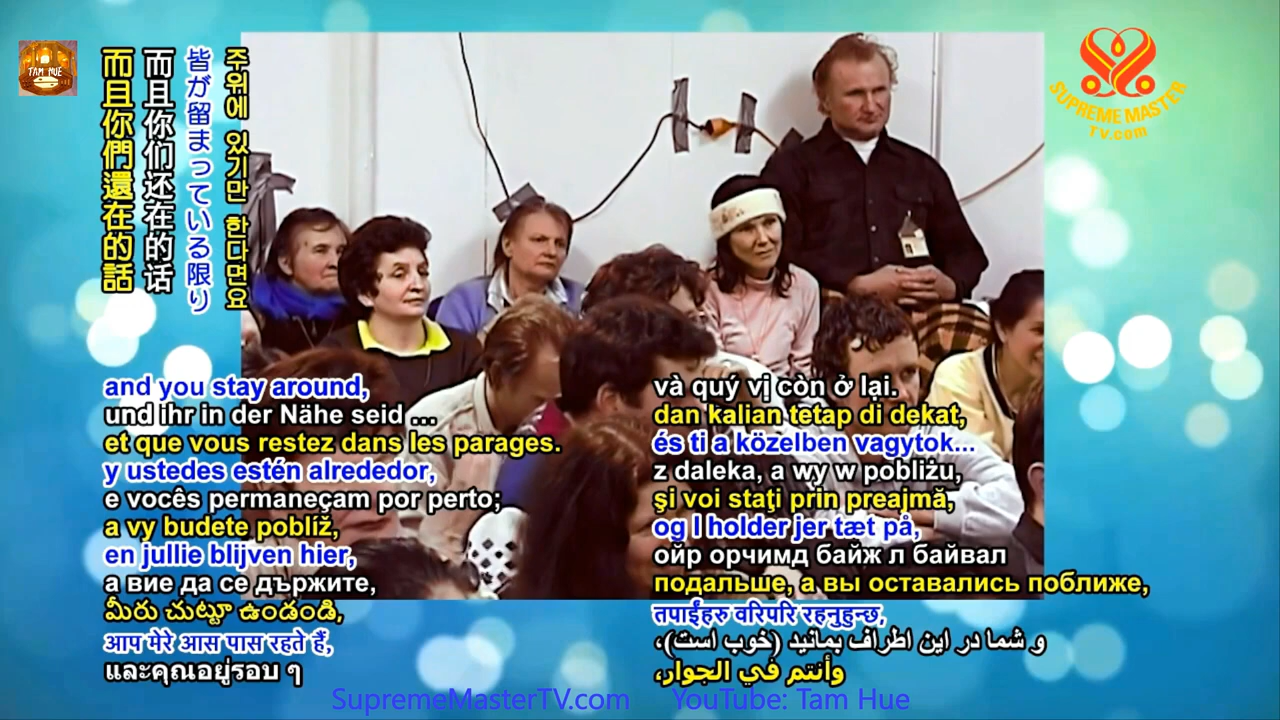 TAM HUE
SUPREME MASTER
TV.com
주위에 있기만 한다면요
皆が留まっている限り
而且你们还在的话
而且你們還在的話
and you stay around,
und ihr in der Nähe seid ...
et que vous restez dans les parages.
y ustedes estén alrededor,
e vocês permaneçam por perto;
a vy budete poblíž,
en jullie blijven hier,
а вие да се държите,
మీరు చుట్టూ ఉండండి,
आप मेरे आस पास रहते हैं,
และคุณอยู่รอบ ๆ
và quý vị còn ở lại.
dan kalian tetap di dekat,
és ti a közelben vagytok...
z daleka, a wy w pobliżu,
şi voi staţi prin preajmă,
og I holder jer tæt på,
ойр орчимд байж л байвал
подальше, а вы оставались поближе,
तपाईंहरु वरिपरि रहनुहुन्छ,
و شما در این اطراف بمانید (خوب است)،
وأنتم في الجوار،
SupremeMasterTV.com
YouTube: Tam Hue